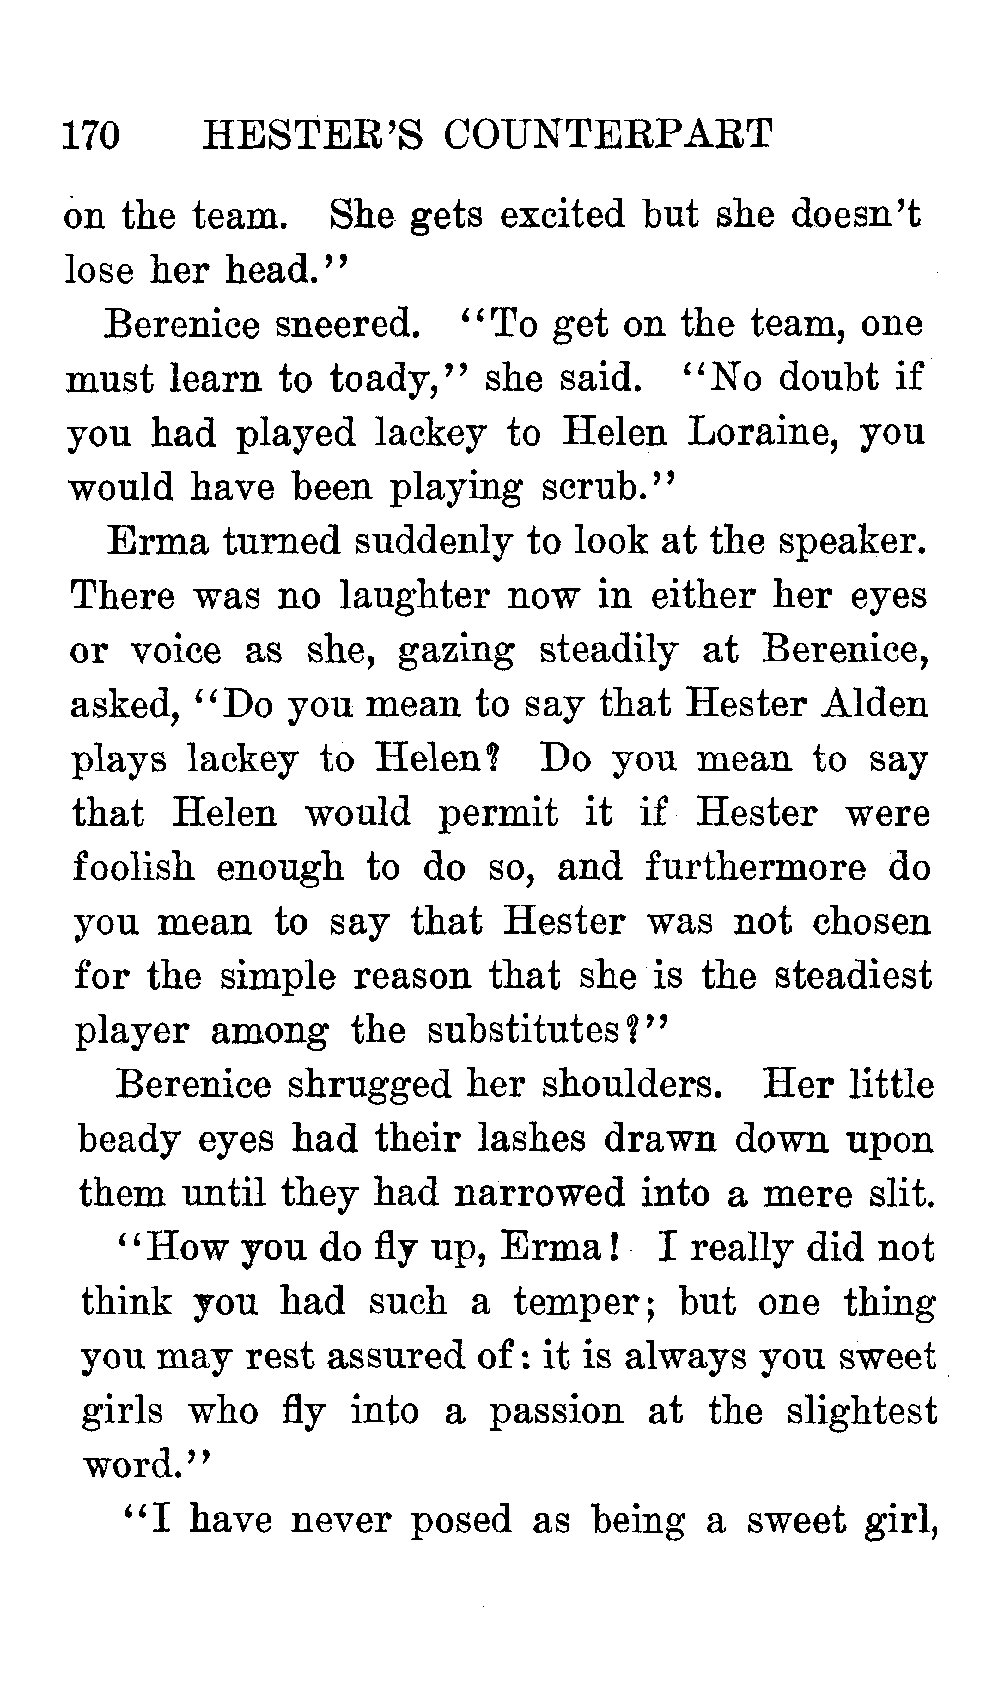 170 HESTER'S COUNTERPART
on the team. She gets excited but she doesn't
lose her head."
Berenice sneered. "To get on the team, one
must learn to toady," she said. "No doubt if
you had played lackey to Helen Loraine, you
would have been playing scrub."
Erma turned suddenly to look at the speaker.
There was no laughter now in either her eyes
or voice as she, gazing steadily at Berenice,
asked, "Do you mean to say that Hester Alden
plays lackey to Helen? Do you mean to say
that Helen would permit it if Hester were
foolish enough to do so, and furthermore do
you mean to say that Hester was not chosen
for the simple reason that she is the steadiest
player among the substitutes?"
Berenice shrugged her shoulders. Her little
beady eyes had their lashes drawn down upon
them until they had narrowed into a mere slit.
"How you do fly up, Erma! I really did not
think you had such a temper; but one thing
you may rest assured of: it is always you sweet
girls who fly into a passion at the slightest
word."
"I have never posed as being a sweet girl,